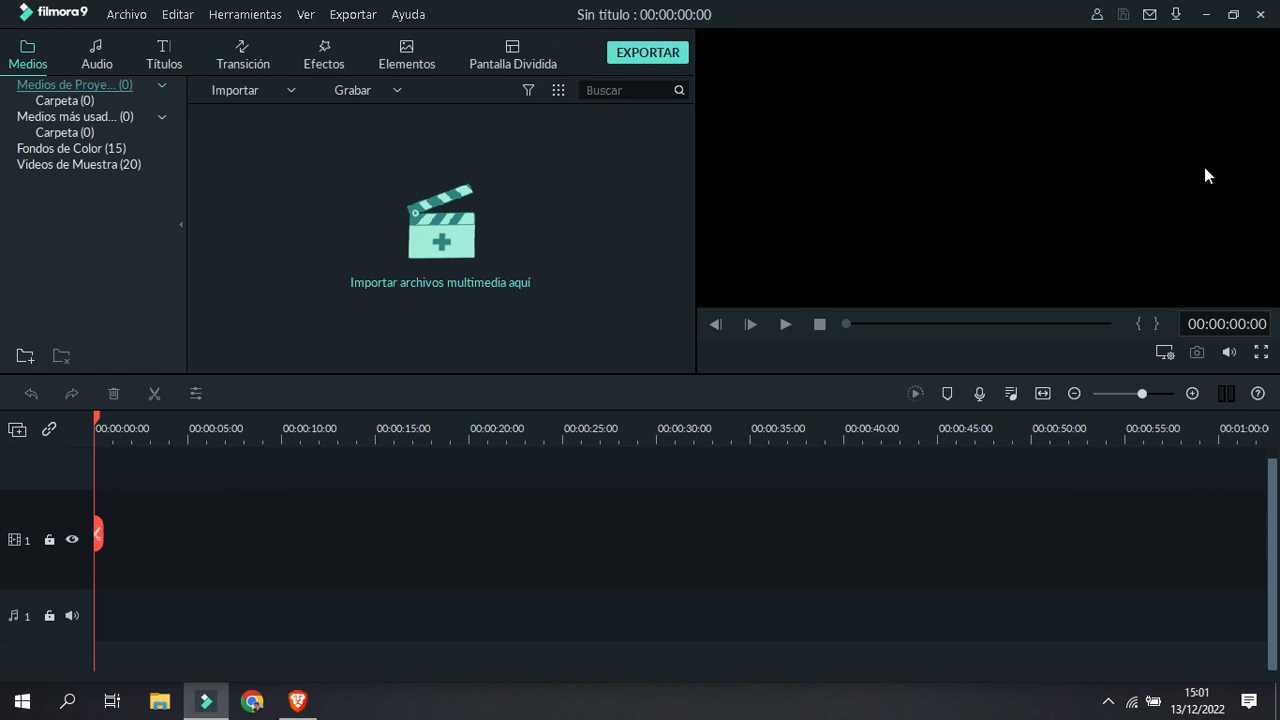 filmora9 Archivo Editar Herramientas Ver Exportar Ayuda Sin título : 00:00:00:00
Medios Audio Títulos Transición Efectos Elementos Pantalla Dividida EXPORTAR
Medios de Proye... (0)
Carpeta (0)
Medios más usad... (0)
Carpeta (0)
Fondos de Color (15)
Videos de Muestra (20)
Importar Grabar Buscar
Importar archivos multimedia aquí
{ } 00:00:00:00
00:00:00:00 00:00:05:00 00:00:10:00 00:00:15:00 00:00:20:00 00:00:25:00 00:00:30:00 00:00:35:00 00:00:40:00 00:00:45:00 00:00:50:00 00:00:55:00 00:01:00:0
1
1
15:01
13/12/2022